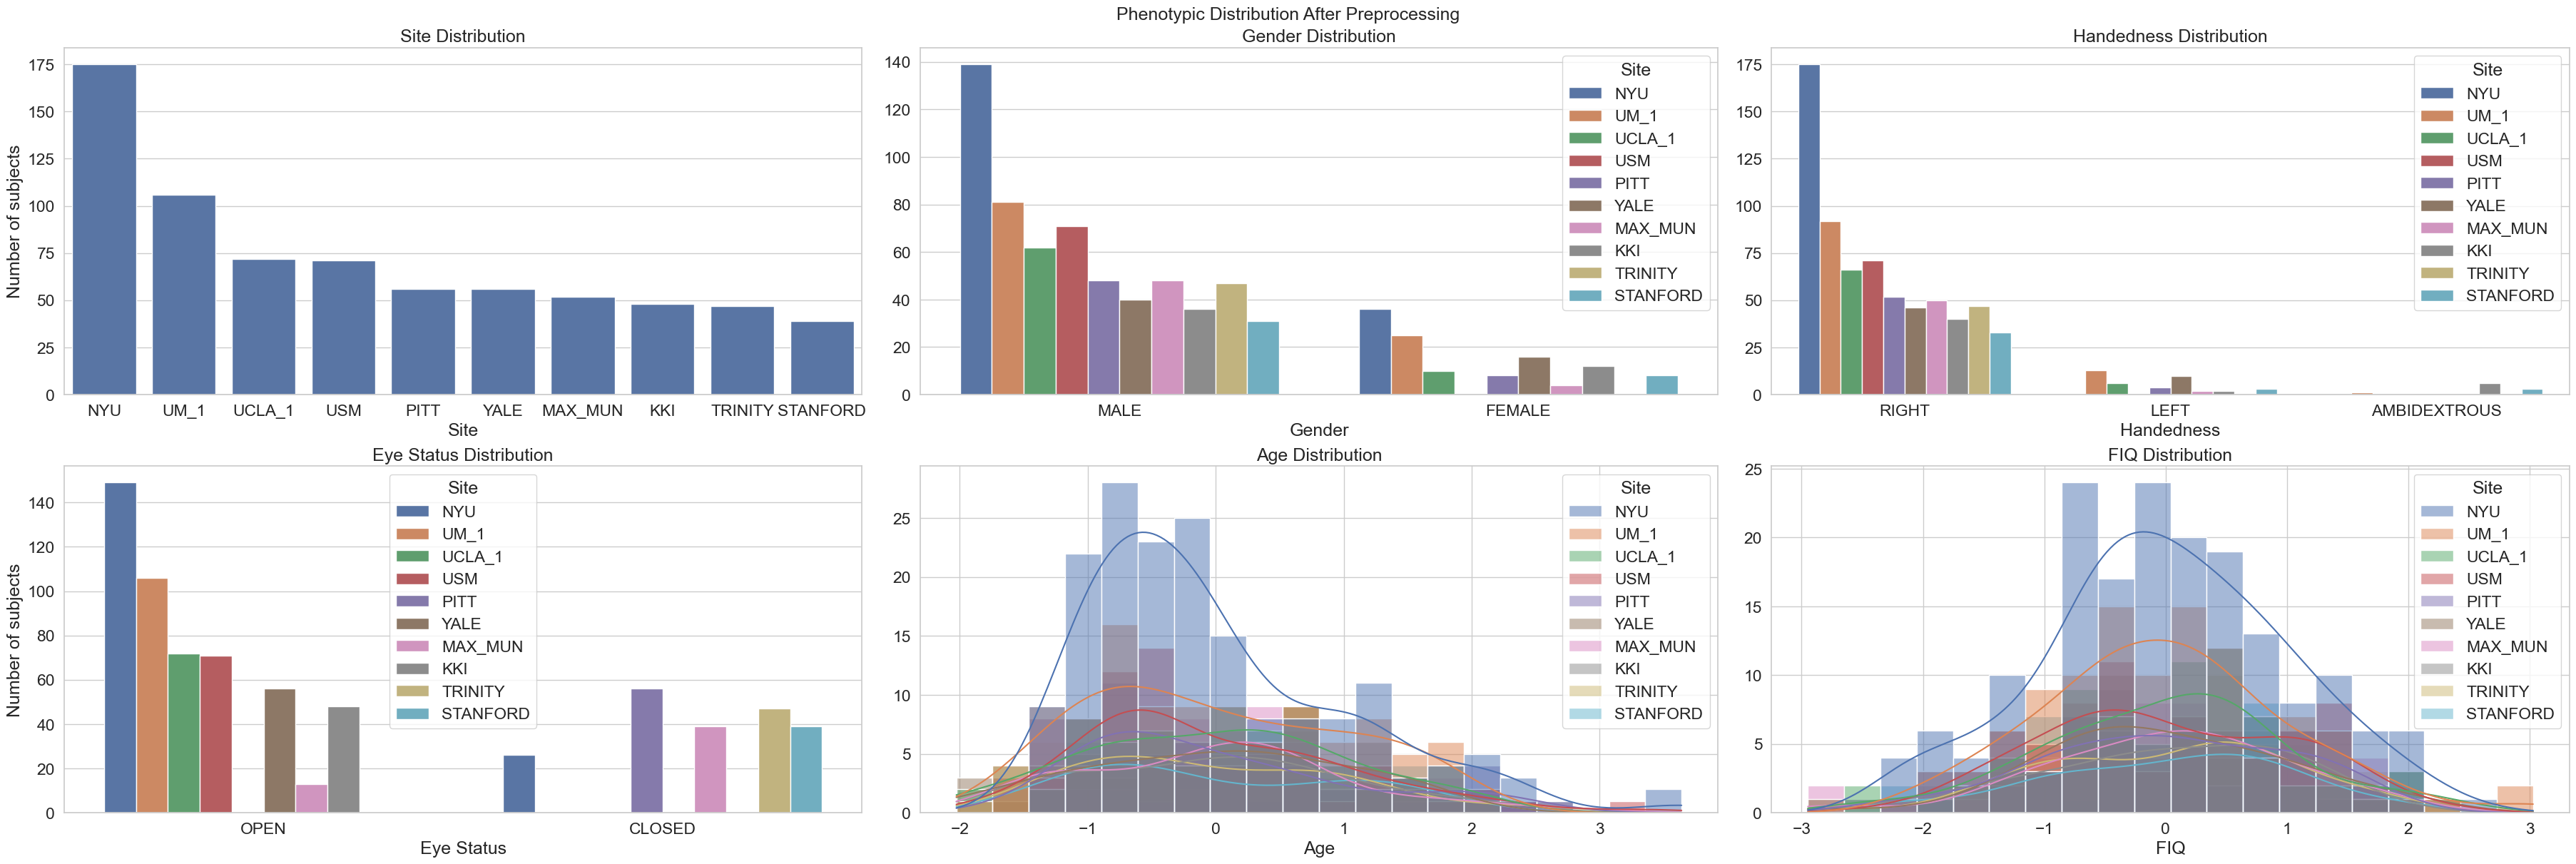 Phenotypic Distribution After Preprocessing
Site Distribution
Number of subjects
175
150
125
100
75
50
25
0
NYU UM_1 UCLA_1 USM PITT YALE MAX_MUN KKI TRINITY STANFORD
Site
Gender Distribution
140
120
100
80
60
40
20
0
Site
NYU
UM_1
UCLA_1
USM
PITT
YALE
MAX_MUN
KKI
TRINITY
STANFORD
MALE FEMALE
Gender
Handedness Distribution
175
150
125
100
75
50
25
0
Site
NYU
UM_1
UCLA_1
USM
PITT
YALE
MAX_MUN
KKI
TRINITY
STANFORD
RIGHT LEFT AMBIDEXTROUS
Handedness
Eye Status Distribution
Number of subjects
140
120
100
80
60
40
20
0
Site
NYU
UM_1
UCLA_1
USM
PITT
YALE
MAX_MUN
KKI
TRINITY
STANFORD
OPEN CLOSED
Eye Status
Age Distribution
25
20
15
10
5
0
Site
NYU
UM_1
UCLA_1
USM
PITT
YALE
MAX_MUN
KKI
TRINITY
STANFORD
−2 −1 0 1 2 3
Age
FIQ Distribution
25
20
15
10
5
0
Site
NYU
UM_1
UCLA_1
USM
PITT
YALE
MAX_MUN
KKI
TRINITY
STANFORD
−3 −2 −1 0 1 2 3
FIQ